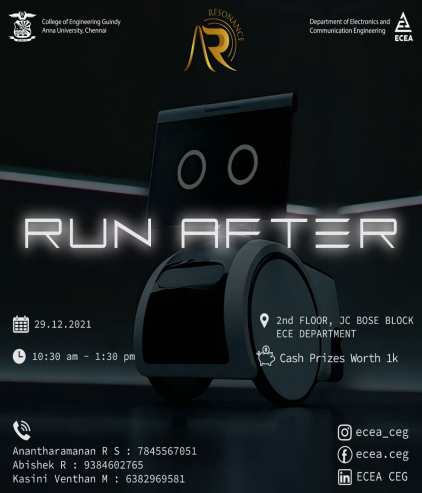 College of Engineering Guindy
Anna University, Chennai
RESONANCE
AR
Department of Electronics and
Communication Engineering
ECEA
RUN AFTER
29.12.2021
10:30 am - 1:30 pm
2nd FLOOR, JC BOSE BLOCK
ECE DEPARTMENT
Cash Prizes Worth 1k
Anantharamanan R S : 7845567051
Abishek R : 9384602765
Kasini Venthan M : 6382969581
ecea_ceg
ecea.ceg
ECEA CEG